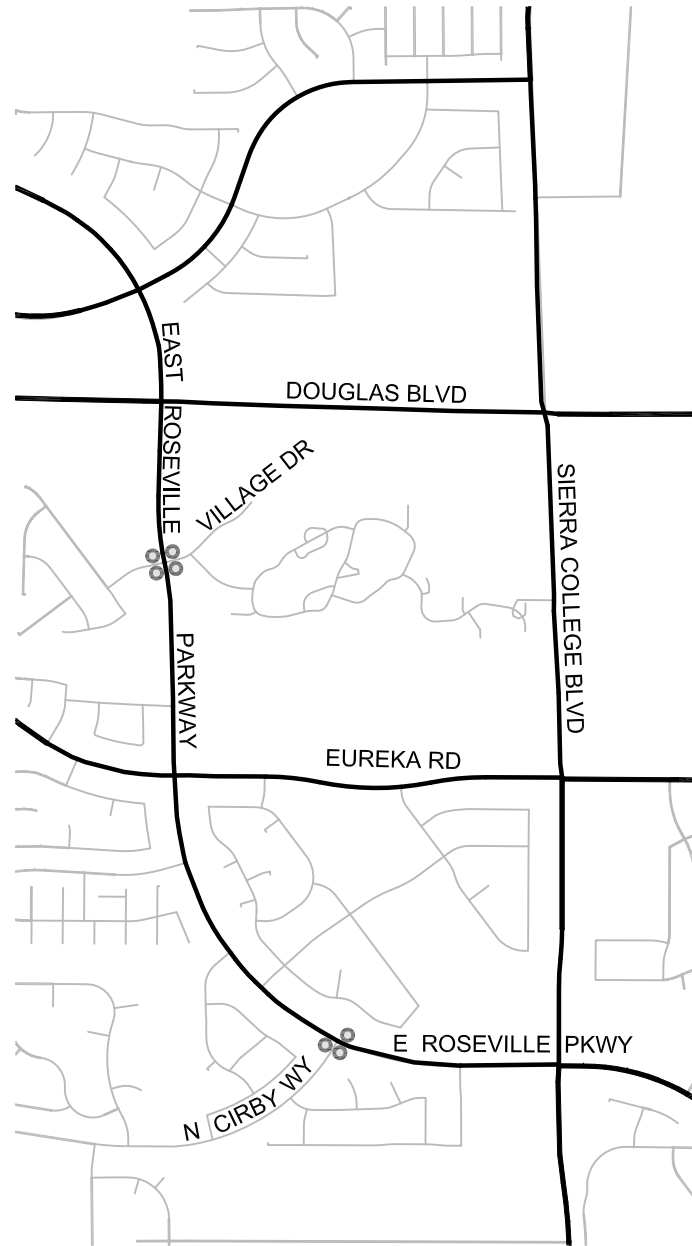 EAST ROSEVILLE PARKWAY
DOUGLAS BLVD
VILLAGE DR
SIERRA COLLEGE BLVD
EUREKA RD
E ROSEVILLE PKWY
N CIRBY WY